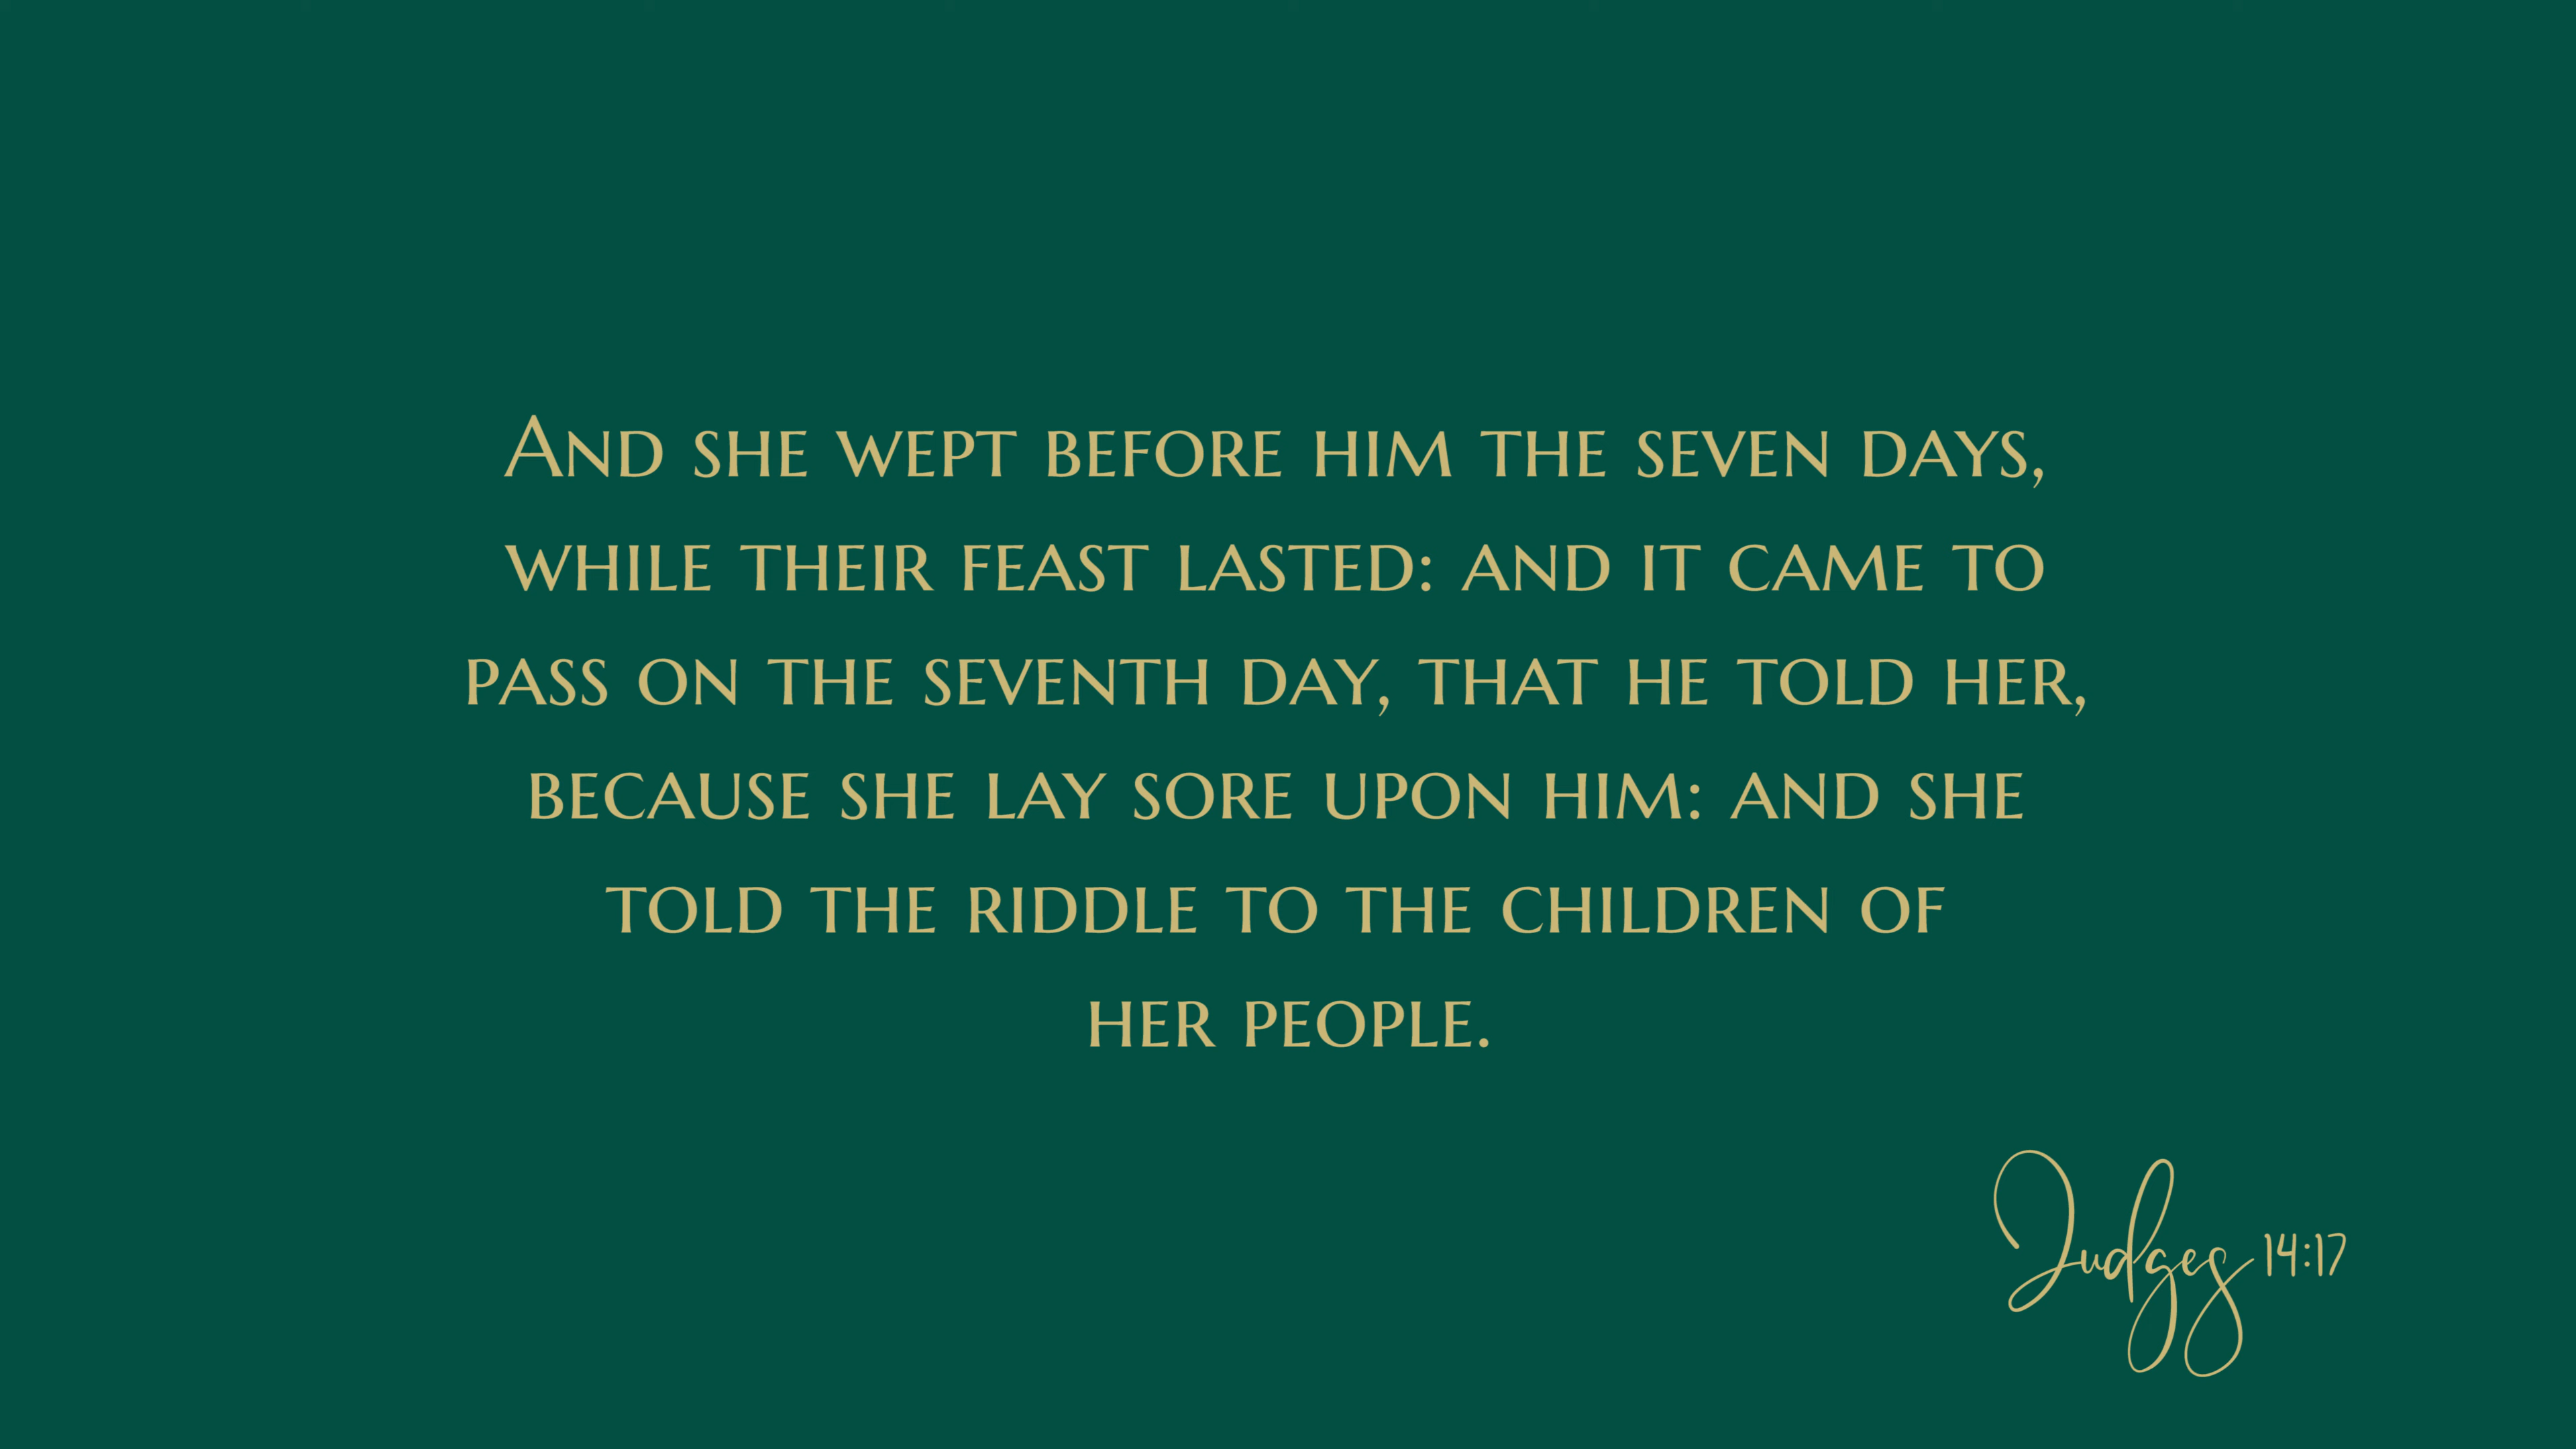 And she wept before him the seven days,
while their feast lasted: and it came to
pass on the seventh day, that he told her,
because she lay sore upon him: and she
told the riddle to the children of
her people.
Judges 14:17